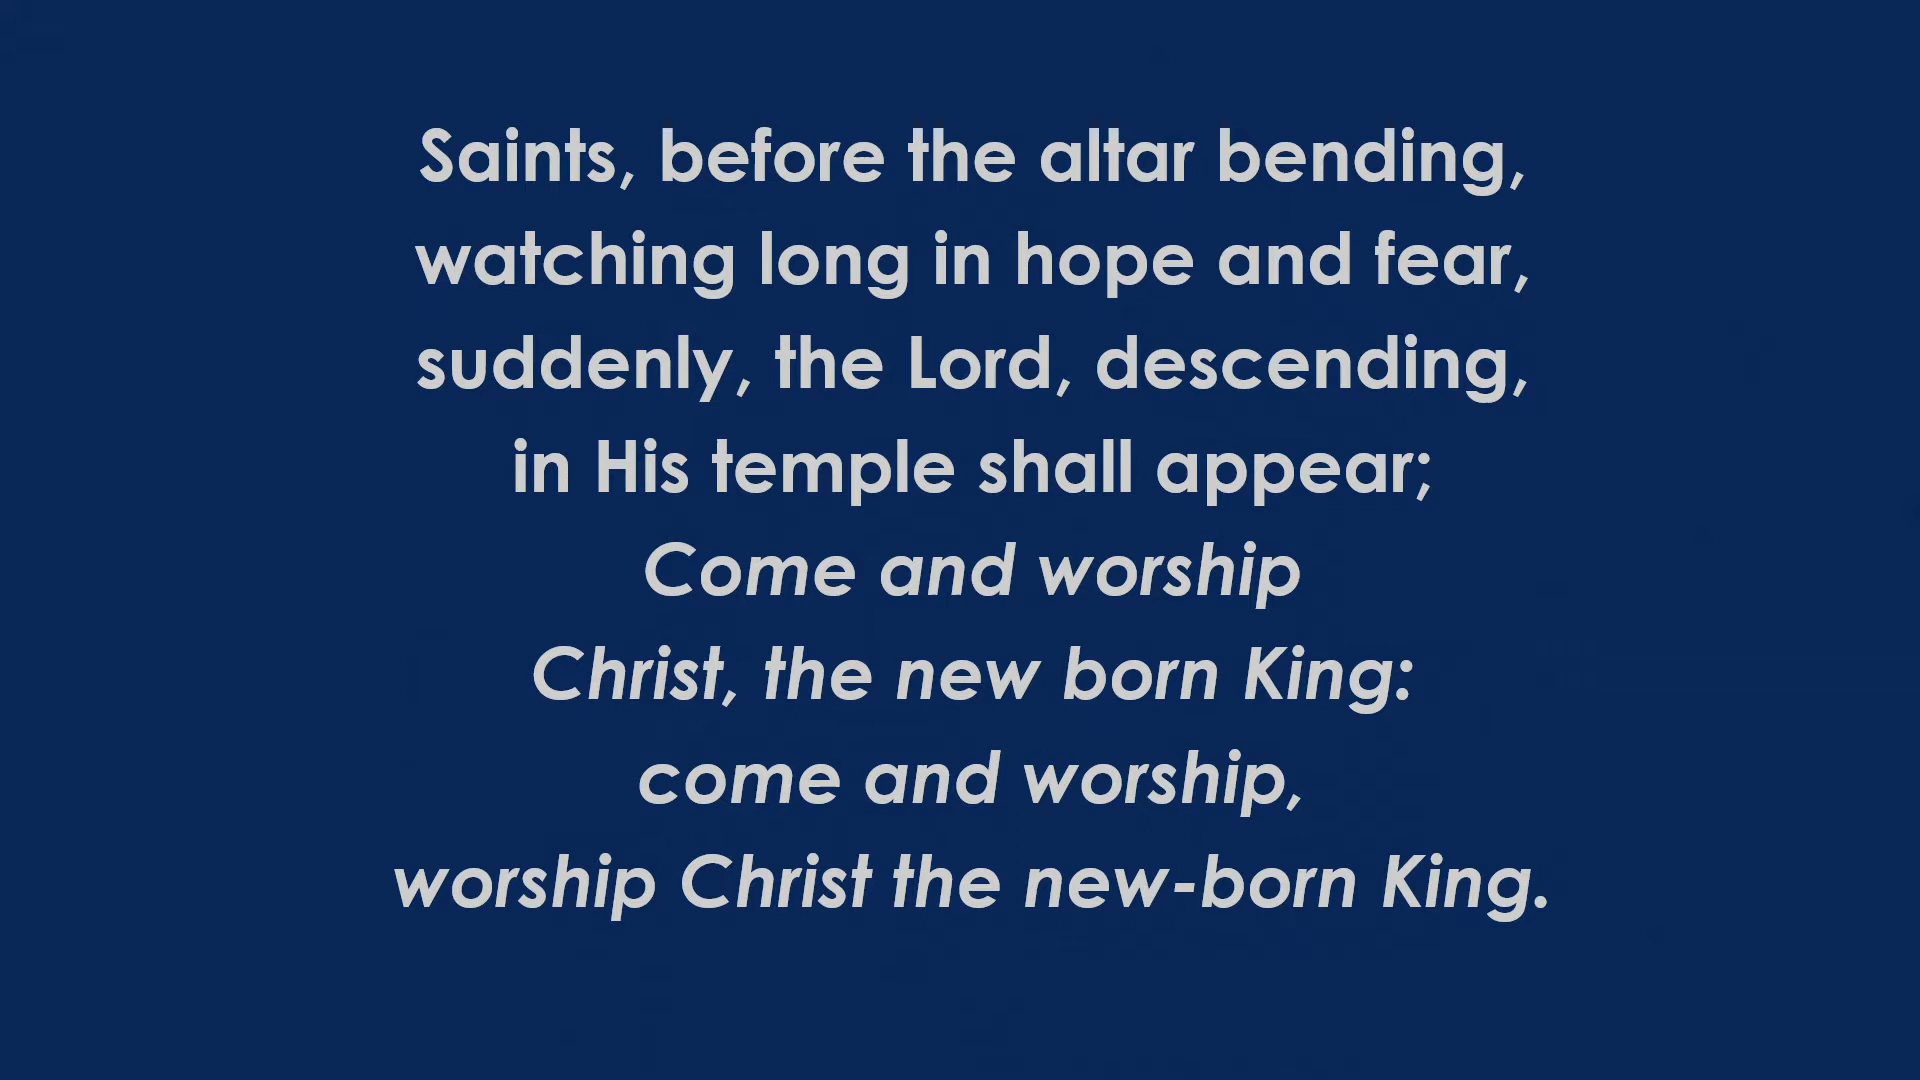 Saints, before the altar bending,
watching long in hope and fear,
suddenly, the Lord, descending,
in His temple shall appear;
Come and worship
Christ, the new born King:
come and worship,
worship Christ the new-born King.